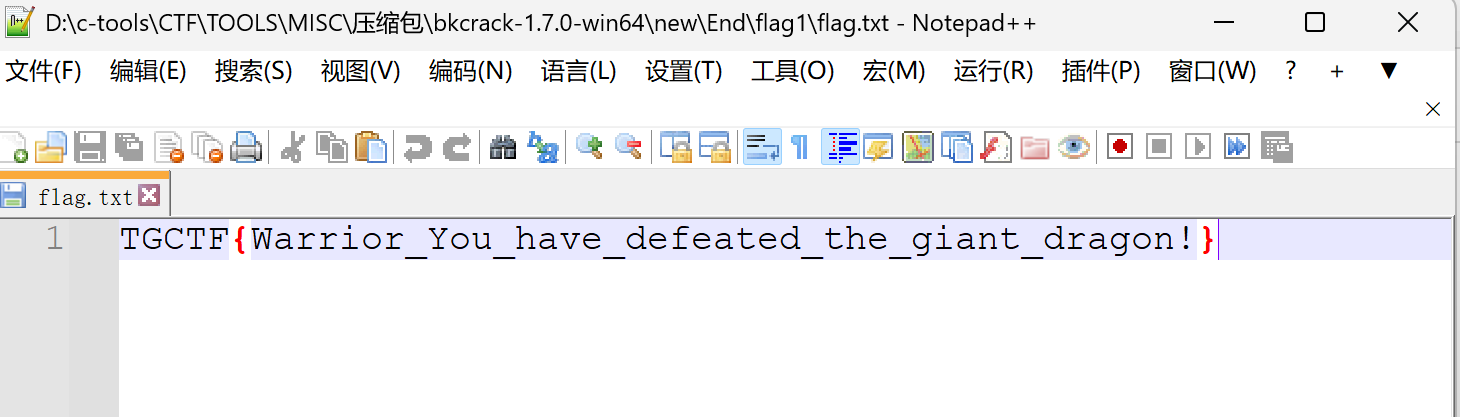 D:\c-tools\CTF\TOOLS\MISC\压缩包\bkcrack-1.7.0-win64\new\End\flag1\flag.txt - Notepad++
文件(F) 编辑(E) 搜索(S) 视图(V) 编码(N) 语言(L) 设置(T) 工具(O) 宏(M) 运行(R) 插件(P) 窗口(W) ? + ▼
flag.txt
1 TGCTF{Warrior_You_have_defeated_the_giant_dragon!}